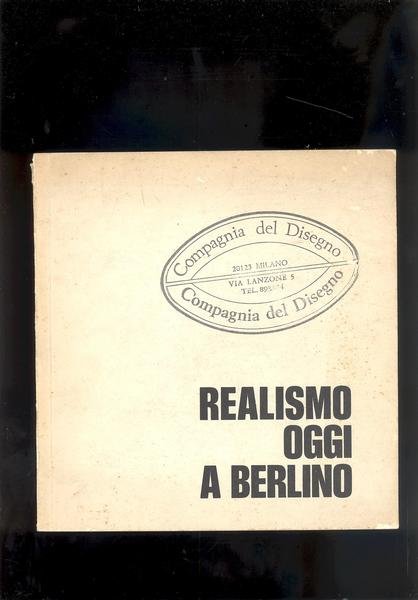 Compagnia del Disegno
20123 MILANO
VIA LANZONE 5
TEL.
Compagnia del Disegno
REALISMO
OGGI
A BERLINO